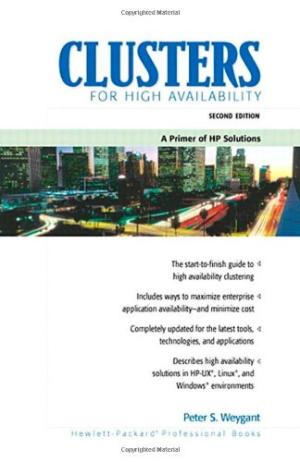 CLUSTERS
FOR HIGH AVAILABILITY
SECOND EDITION
A Primer of HP Solutions
The start-to-finish guide to
high availability clustering
Includes ways to maximize enterprise
application availability–and minimize cost
Completely updated for the latest tools,
technologies, and applications
Describes high availability
solutions in HP-UX*, Linux*, and
Windows* environments
Peter S. Weygant
Hewlett-Packard® Professional Books